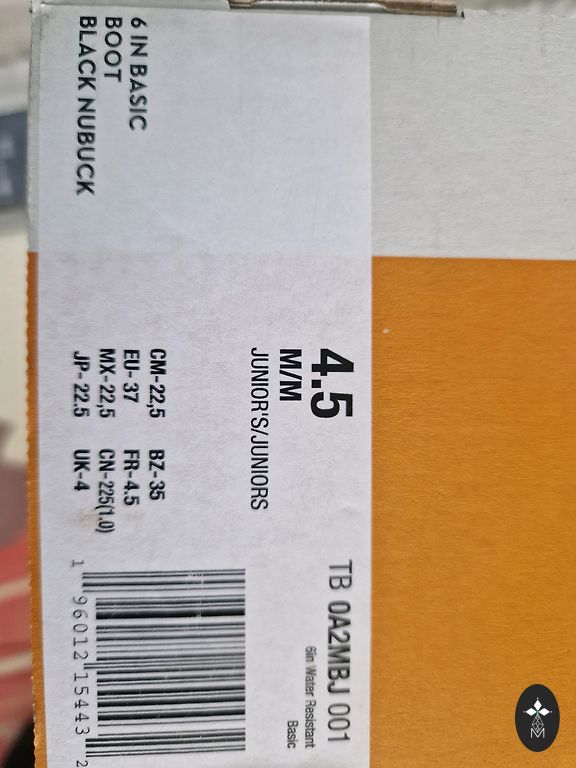 6 IN BASIC
BOOT
BLACK NUBUCK
4.5
M/M
JUNIOR'S/JUNIORS
CM-22,5 BZ-35
EU-37 FR-4.5
MX-22,5 CN-225(1.0)
JP-22.5 UK-4
TB 0A2MBJ 001
6in Water Resistant
Basic
1 96012 15443 2
M